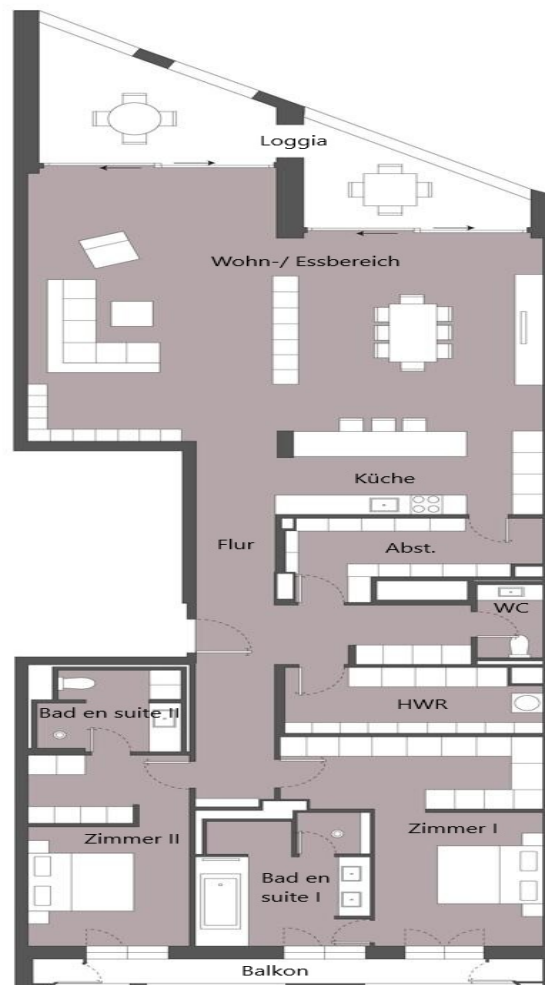 Loggia
Wohn-/ Essbereich
Küche
Flur
Abst.
WC
HWR
Bad en suite II
Zimmer II
Zimmer I
Bad en
suite I
Balkon